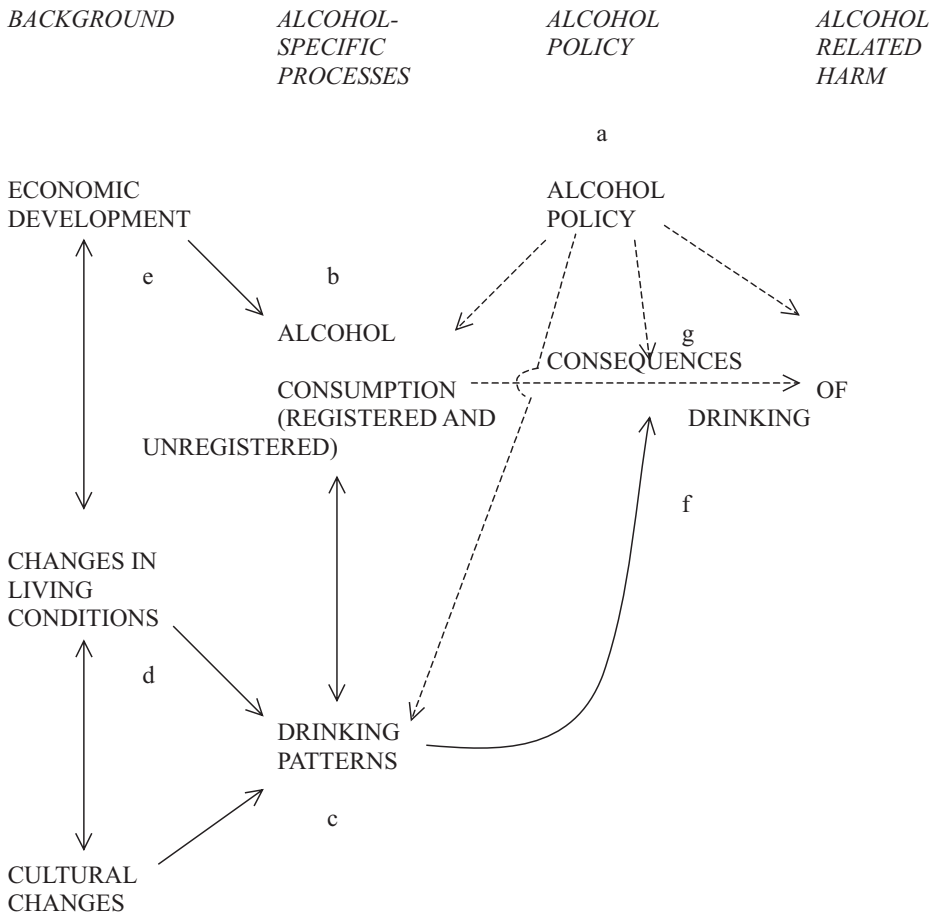 BACKGROUND
ALCOHOL-
SPECIFIC
PROCESSES
ALCOHOL
POLICY
ALCOHOL
RELATED
HARM
a
ECONOMIC
DEVELOPMENT
ALCOHOL
POLICY
e
b
ALCOHOL
g
CONSEQUENCES
CONSUMPTION
(REGISTERED AND
UNREGISTERED)
OF
DRINKING
f
CHANGES IN
LIVING
CONDITIONS
d
DRINKING
PATTERNS
c
CULTURAL
CHANGES